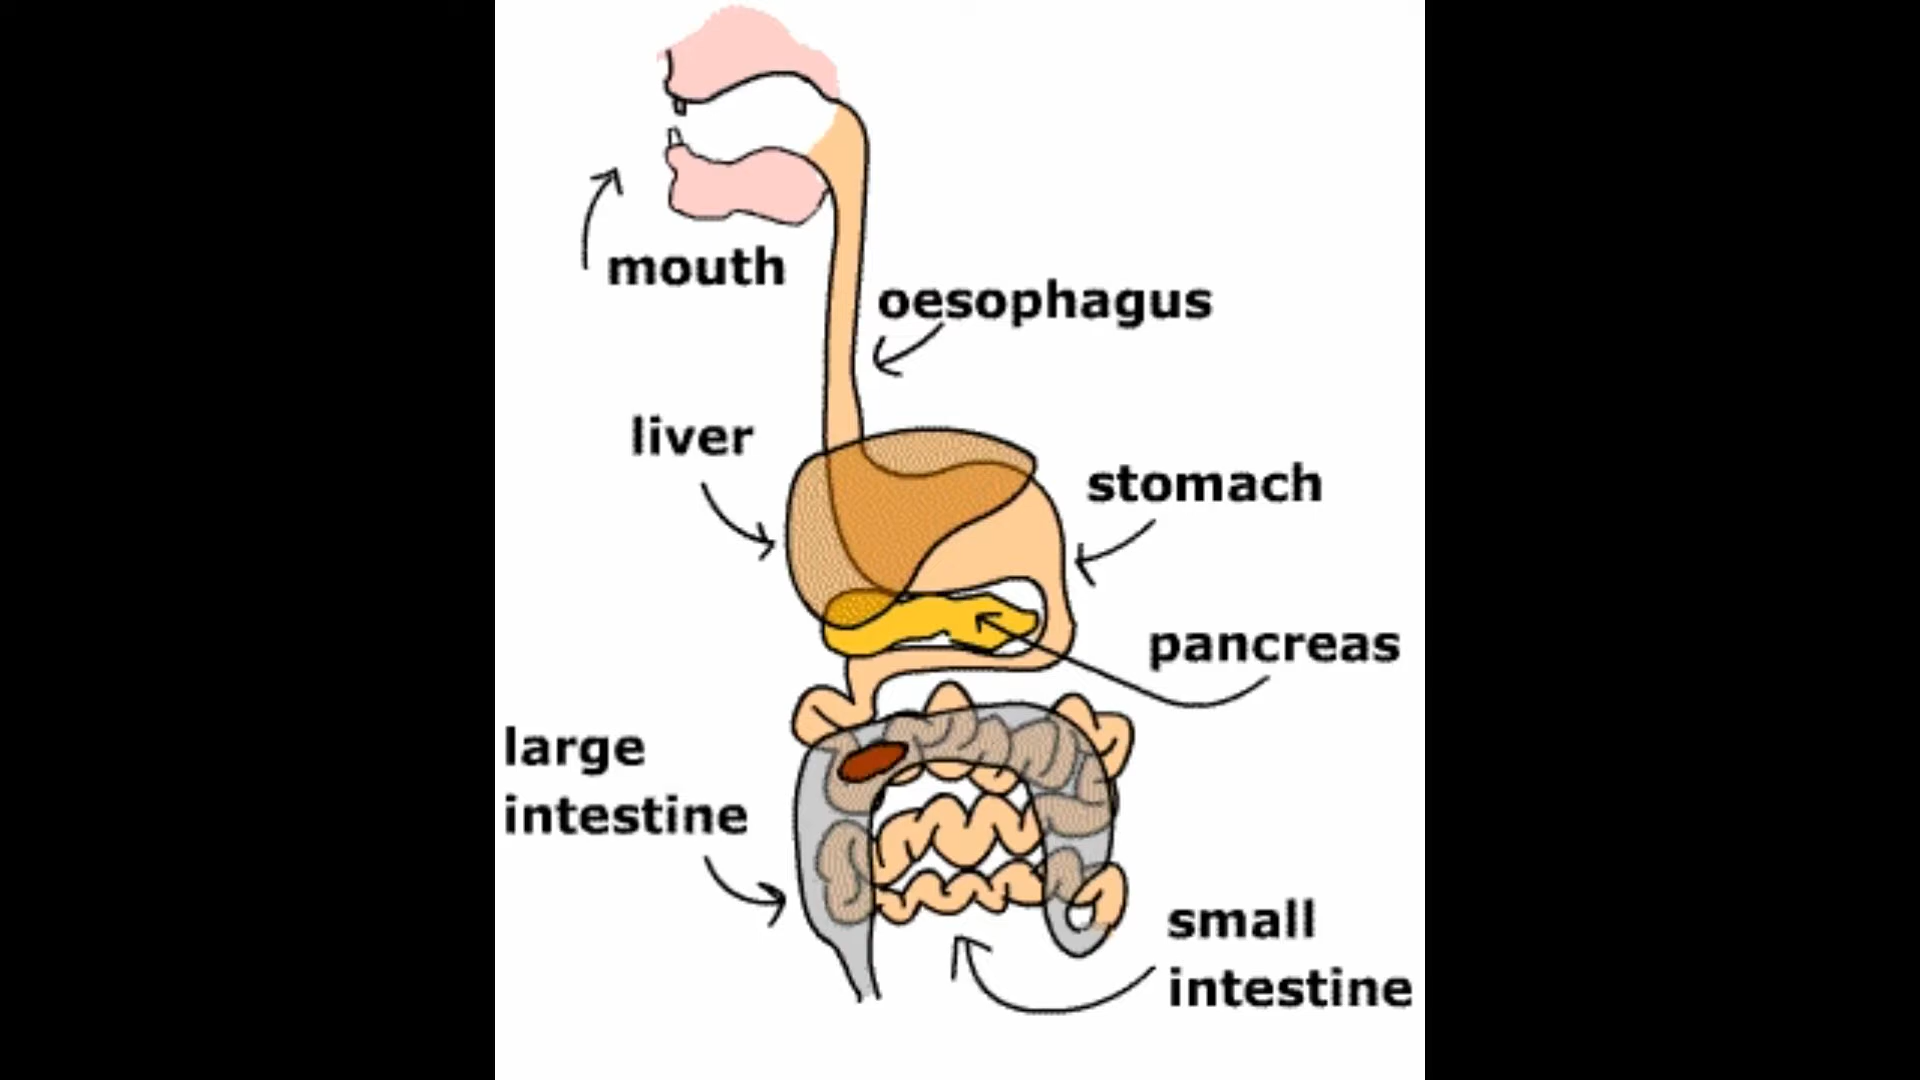 mouth
oesophagus
liver
stomach
pancreas
large
intestine
small
intestine